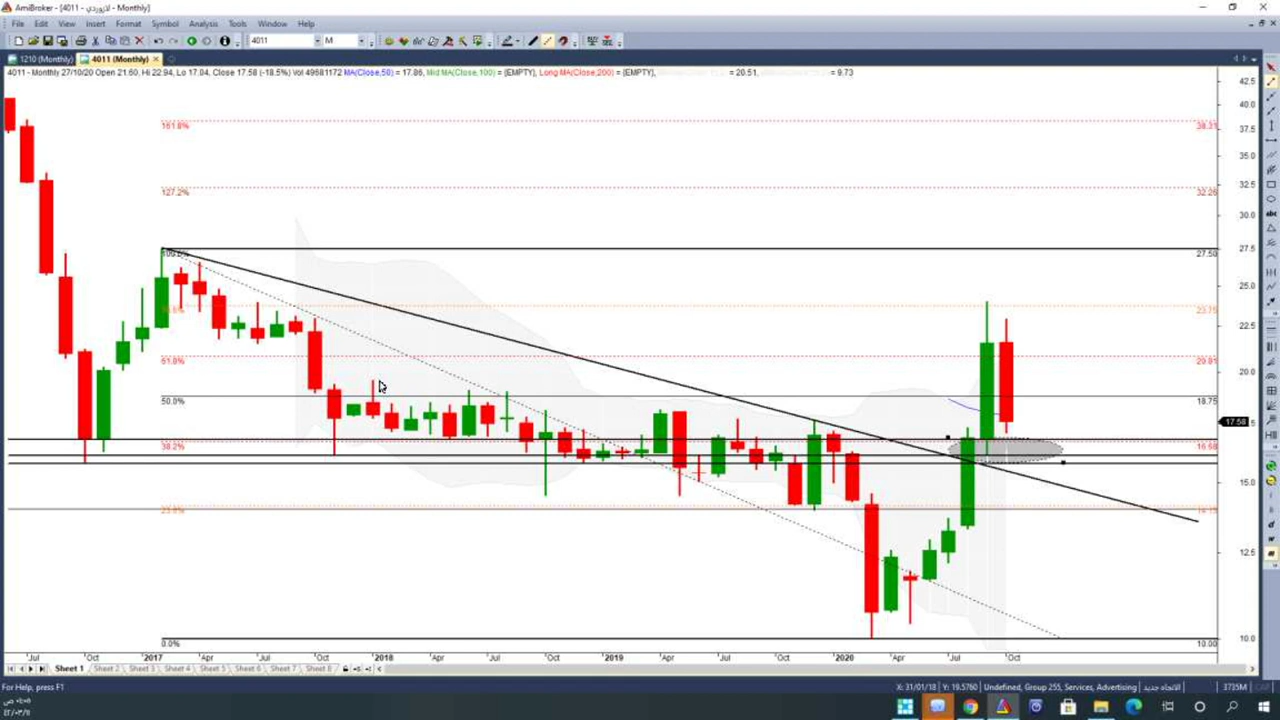 AmiBroker - [4011 - لازوردي - Monthly]
File Edit View Insert Format Symbol Analysis Tools Window Help
4011 M
1210 (Monthly) 4011 (Monthly)
4011 - Monthly 27/10/20 Open 21.60, Hi 22.94, Lo 17.04, Close 17.58 (-18.5%) Vol 49681172 MA(Close,50) = 17.86, Mid MA(Close,100) = {EMPTY}, Long MA(Close,200) = {EMPTY}, = 20.51, = 9.73
42.5
40.0
161.8% 38.31
37.5
35.0
127.2% 32.26
32.5
30.0
100.0% 27.50
27.5
25.0
23.75
22.5
61.8% 20.81
20.0
50.0% 18.75
17.58
38.2% 16.68
15.0
23.6% 14.13
12.5
0.0% 10.00
10.0
Jul Oct 2017 Apr Jul Oct 2018 Apr Jul Oct 2019 Apr Jul Oct 2020 Apr Jul Oct
Sheet 1 Sheet 2 Sheet 3 Sheet 4 Sheet 5 Sheet 6 Sheet 7 Sheet 8
For Help, press F1 X: 31/01/18 Y: 19.5760 Undefined, Group 255, Services, Advertising الاتجاه جديد 3735M